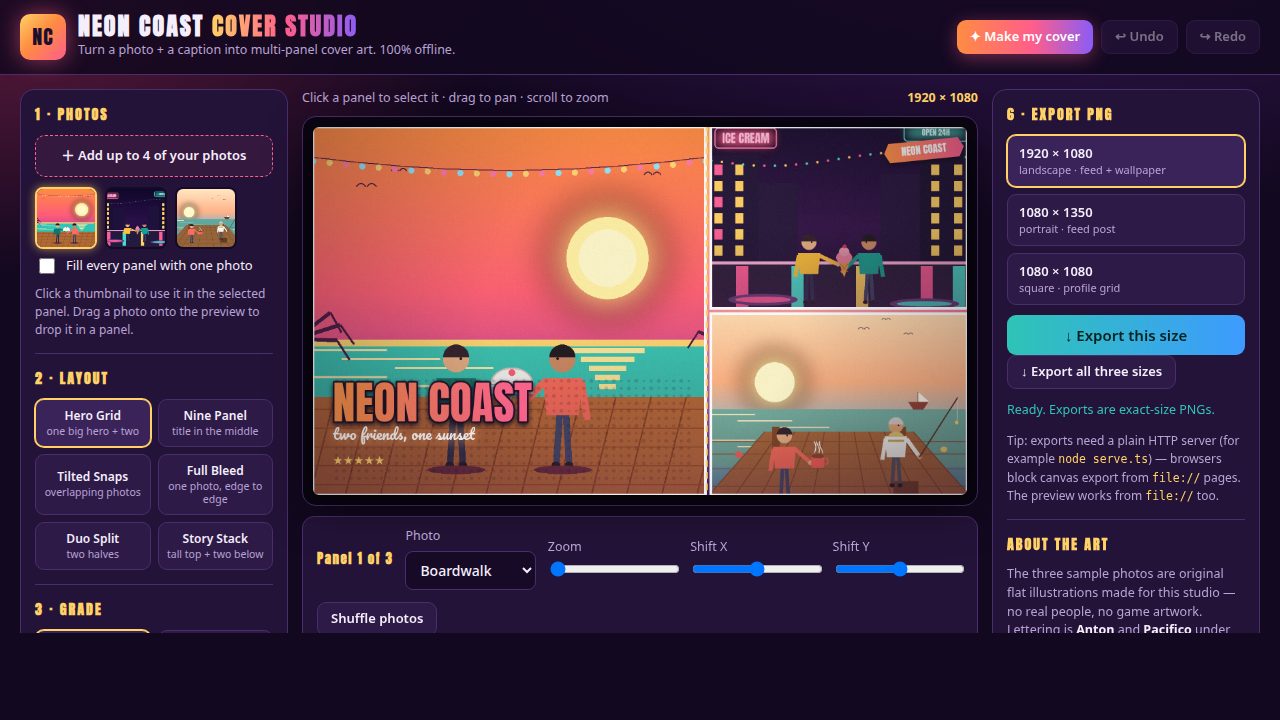 NC
NEON COAST COVER STUDIO
Turn a photo + a caption into multi-panel cover art. 100% offline.
✦ Make my cover
↩ Undo
↪ Redo
1 · PHOTOS
+ Add up to 4 of your photos
Fill every panel with one photo
Click a thumbnail to use it in the selected
panel. Drag a photo onto the preview to
drop it in a panel.
2 · LAYOUT
Hero Grid
one big hero + two
Nine Panel
title in the middle
Tilted Snaps
overlapping photos
Full Bleed
one photo, edge to
edge
Duo Split
two halves
Story Stack
tall top + two below
3 · GRADE
Click a panel to select it · drag to pan · scroll to zoom
1920 × 1080
ICE CREAM
OPEN 24H
NEON COAST
NEON COAST
two friends, one sunset
★★★★★
Panel 1 of 3
Photo
Boardwalk
Zoom
Shift X
Shift Y
Shuffle photos
6 · EXPORT PNG
1920 × 1080
landscape · feed + wallpaper
1080 × 1350
portrait · feed post
1080 × 1080
square · profile grid
↓ Export this size
↓ Export all three sizes
Ready. Exports are exact-size PNGs.
Tip: exports need a plain HTTP server (for
example node serve.ts) — browsers
block canvas export from file:// pages.
The preview works from file:// too.
ABOUT THE ART
The three sample photos are original
flat illustrations made for this studio —
no real people, no game artwork.
Lettering is Anton and Pacifico under